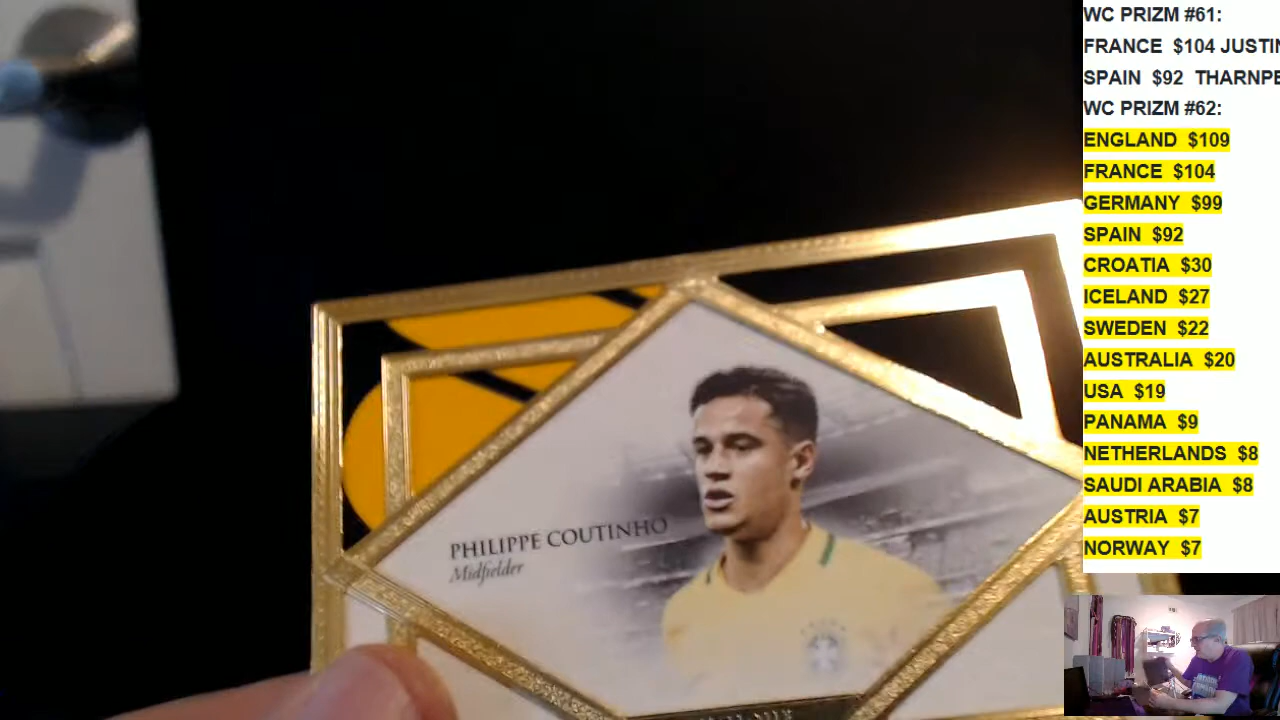 WC PRIZM #61:
FRANCE $104 JUSTIN
SPAIN $92 THARNPE
WC PRIZM #62:
ENGLAND $109
FRANCE $104
GERMANY $99
SPAIN $92
CROATIA $30
ICELAND $27
SWEDEN $22
AUSTRALIA $20
USA $19
PANAMA $9
NETHERLANDS $8
SAUDI ARABIA $8
AUSTRIA $7
NORWAY $7
PHILIPPE COUTINHO
Midfielder